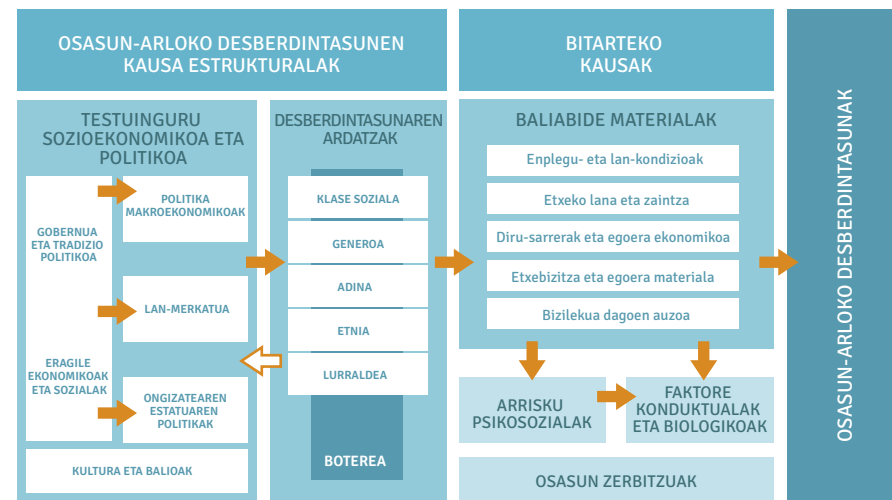 OSASUN-ARLOKO DESBERDINTASUNEN
KAUSA ESTRUKTURALAK
BITARTEKO
KAUSAK
TESTUINGURU
SOZIOEKONOMIKOA ETA
POLITIKOA
GOBERNUA
ETA TRADIZIO
POLITIKOA
ERAGILE
EKONOMIKOAK
ETA SOZIALAK
POLITIKA
MAKROEKONOMIKOAK
LAN-MERKATUA
ONGIZATEAREN
ESTATUAREN
POLITIKAK
KULTURA ETA BALIOAK
DESBERDINTASUNAREN
ARDATZAK
KLASE SOZIALA
GENEROA
ADINA
ETNIA
LURRALDEA
BOTEREA
BALIABIDE MATERIALAK
Enplegu- eta lan-kondizioak
Etxeko lana eta zaintza
Diru-sarrerak eta egoera ekonomikoa
Etxebizitza eta egoera materiala
Bizilekua dagoen auzoa
ARRISKU
PSIKOSOZIALAK
FAKTORE
KONDUKTUALAK
ETA BIOLOGIKOAK
OSASUN ZERBITZUAK
OSASUN-ARLOKO DESBERDINTASUNAK